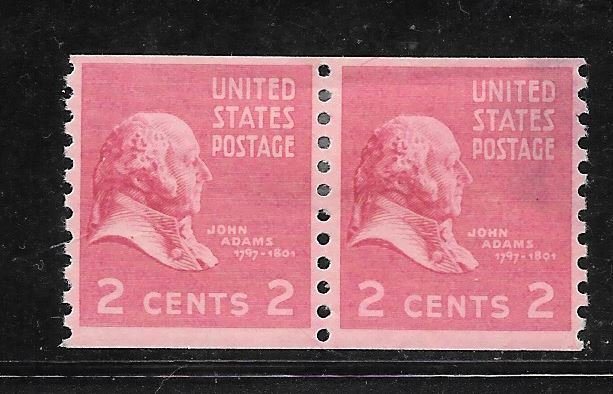 UNITED
STATES
POSTAGE
JOHN
ADAMS
1797-1801
2 CENTS 2
UNITED
STATES
POSTAGE
JOHN
ADAMS
1797-1801
2 CENTS 2